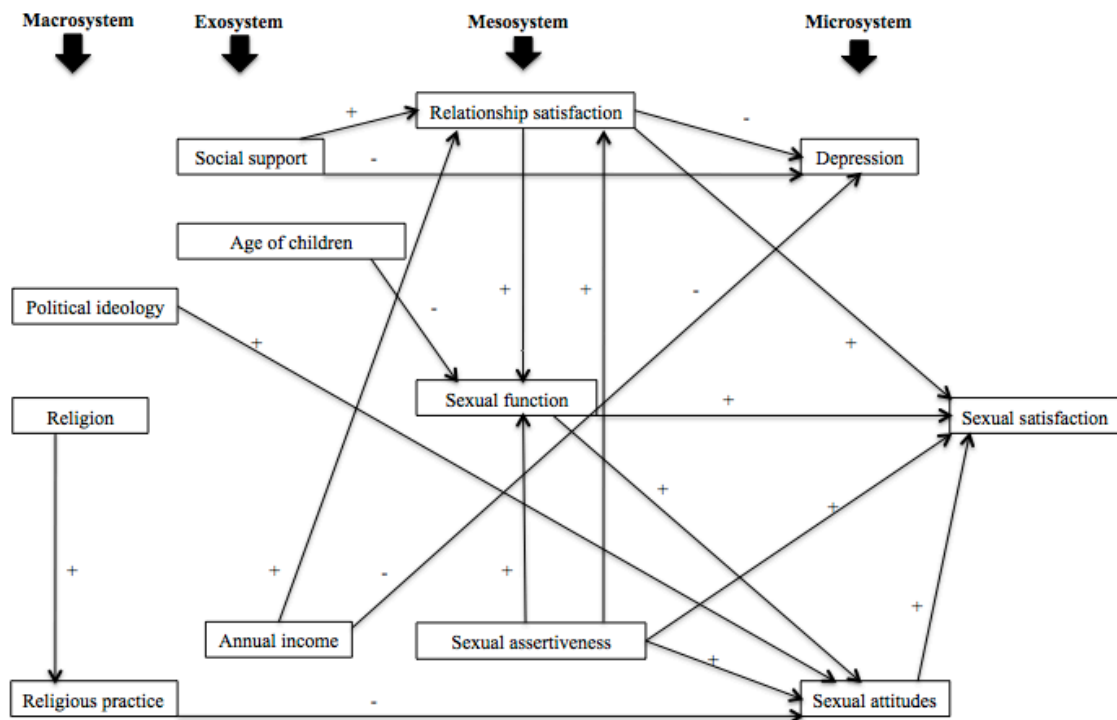 Macrosystem Exosystem Mesosystem Microsystem
Relationship satisfaction
+
-
Social support
-
Depression
Age of children
Political ideology
-
+
+
-
+
+
Sexual function
+
Religion
Sexual satisfaction
+
+
+
+
-
+
+
Annual income
Sexual assertiveness
+
Religious practice
-
Sexual attitudes